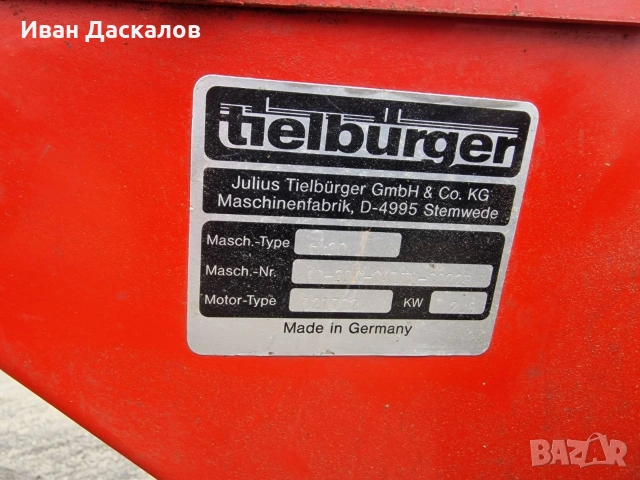 Иван Даскалов
tielbürger
Julius Tielbürger GmbH & Co. KG
Maschinenfabrik, D-4995 Stemwede
Masch.-Type
Masch.-Nr.
Motor-Type KW
Made in Germany
BAZAR